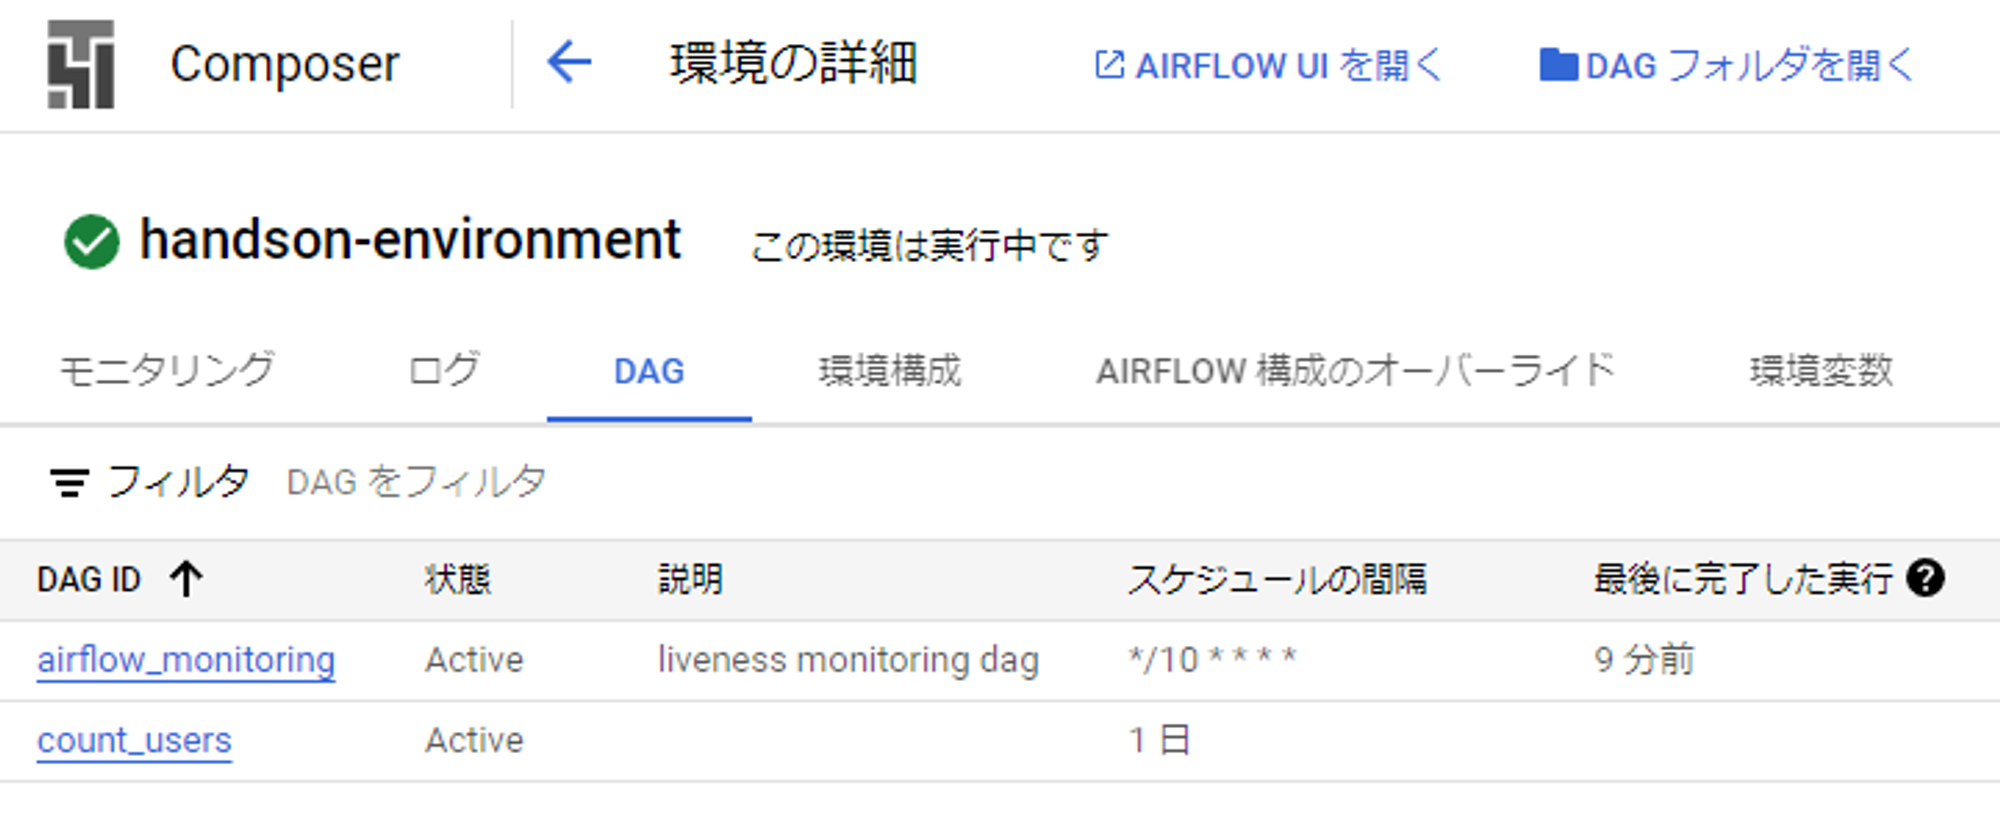 Composer 環境の詳細 AIRFLOW UI を開く DAG フォルダを開く
handson-environment この環境は実行中です
モニタリング ログ DAG 環境構成 AIRFLOW 構成のオーバーライド 環境変数
フィルタ DAG をフィルタ
DAG ID 状態 説明 スケジュールの間隔 最後に完了した実行
airflow_monitoring Active liveness monitoring dag */10 * * * * 9 分前
count_users Active 1 日